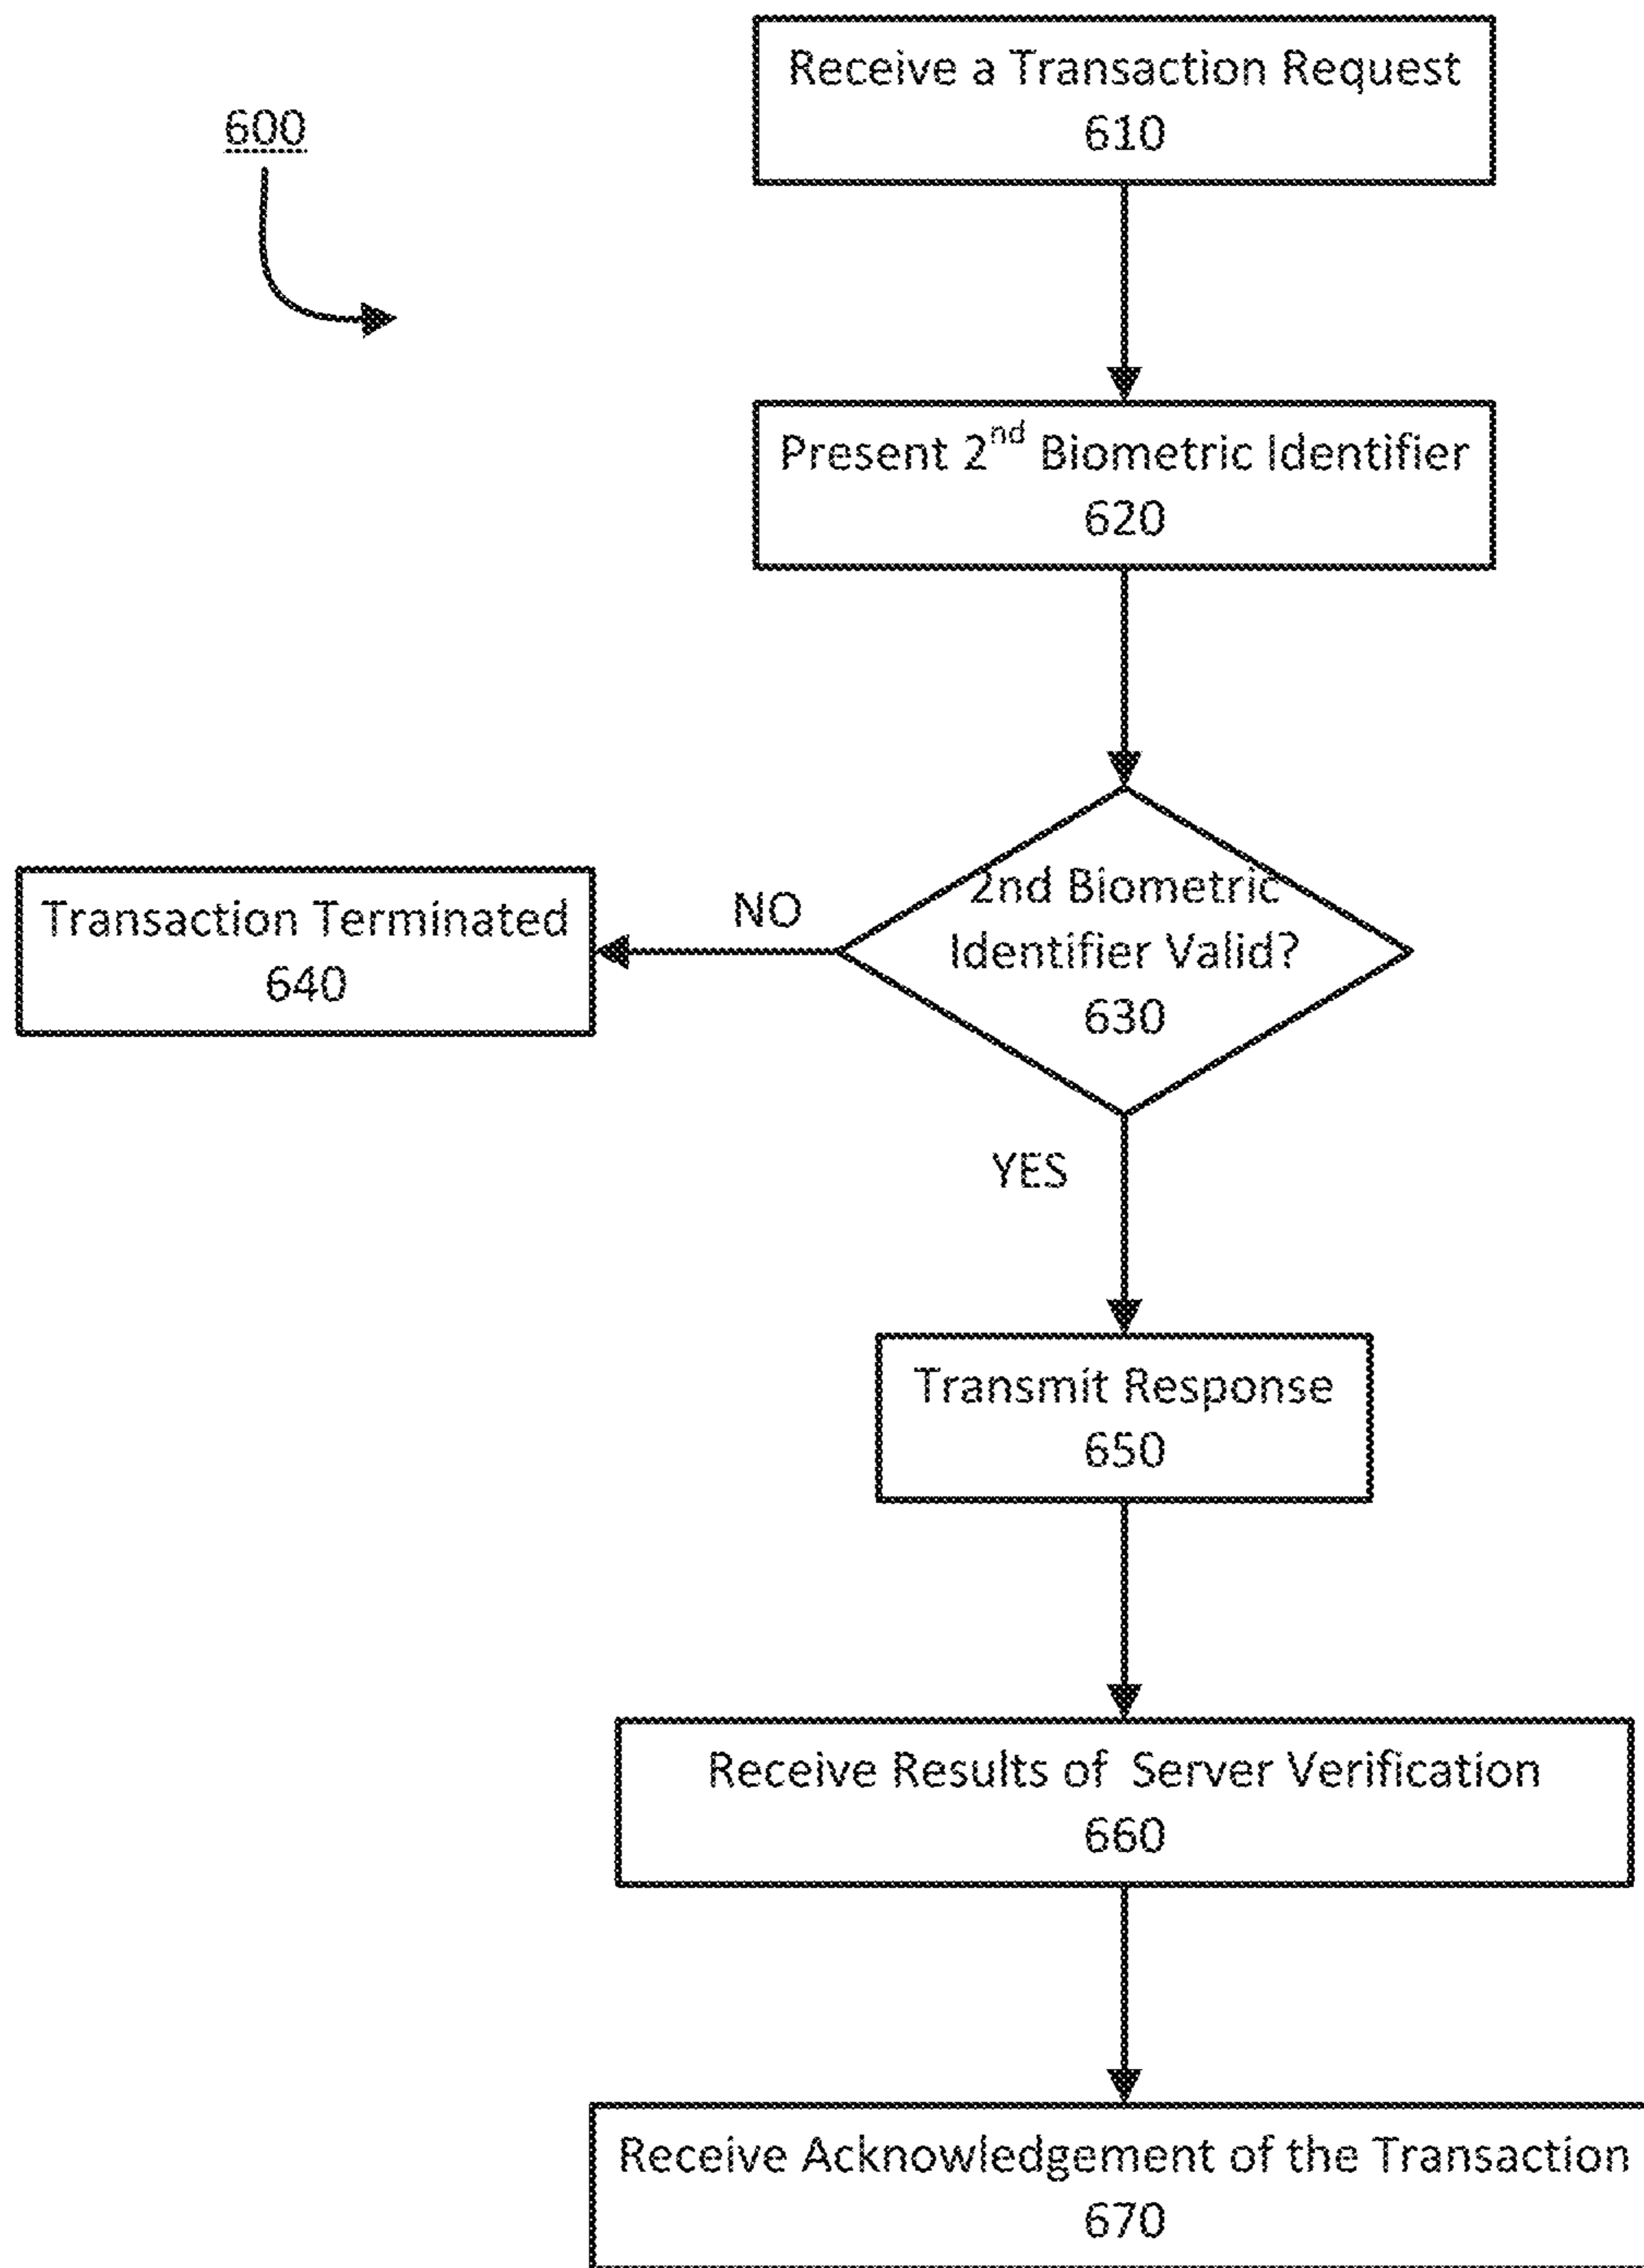 600
Receive a Transaction Request
610
Present 2nd Biometric Identifier
620
2nd Biometric
Identifier Valid?
630
NO
Transaction Terminated
640
YES
Transmit Response
650
Receive Results of Server Verification
660
Receive Acknowledgement of the Transaction
670